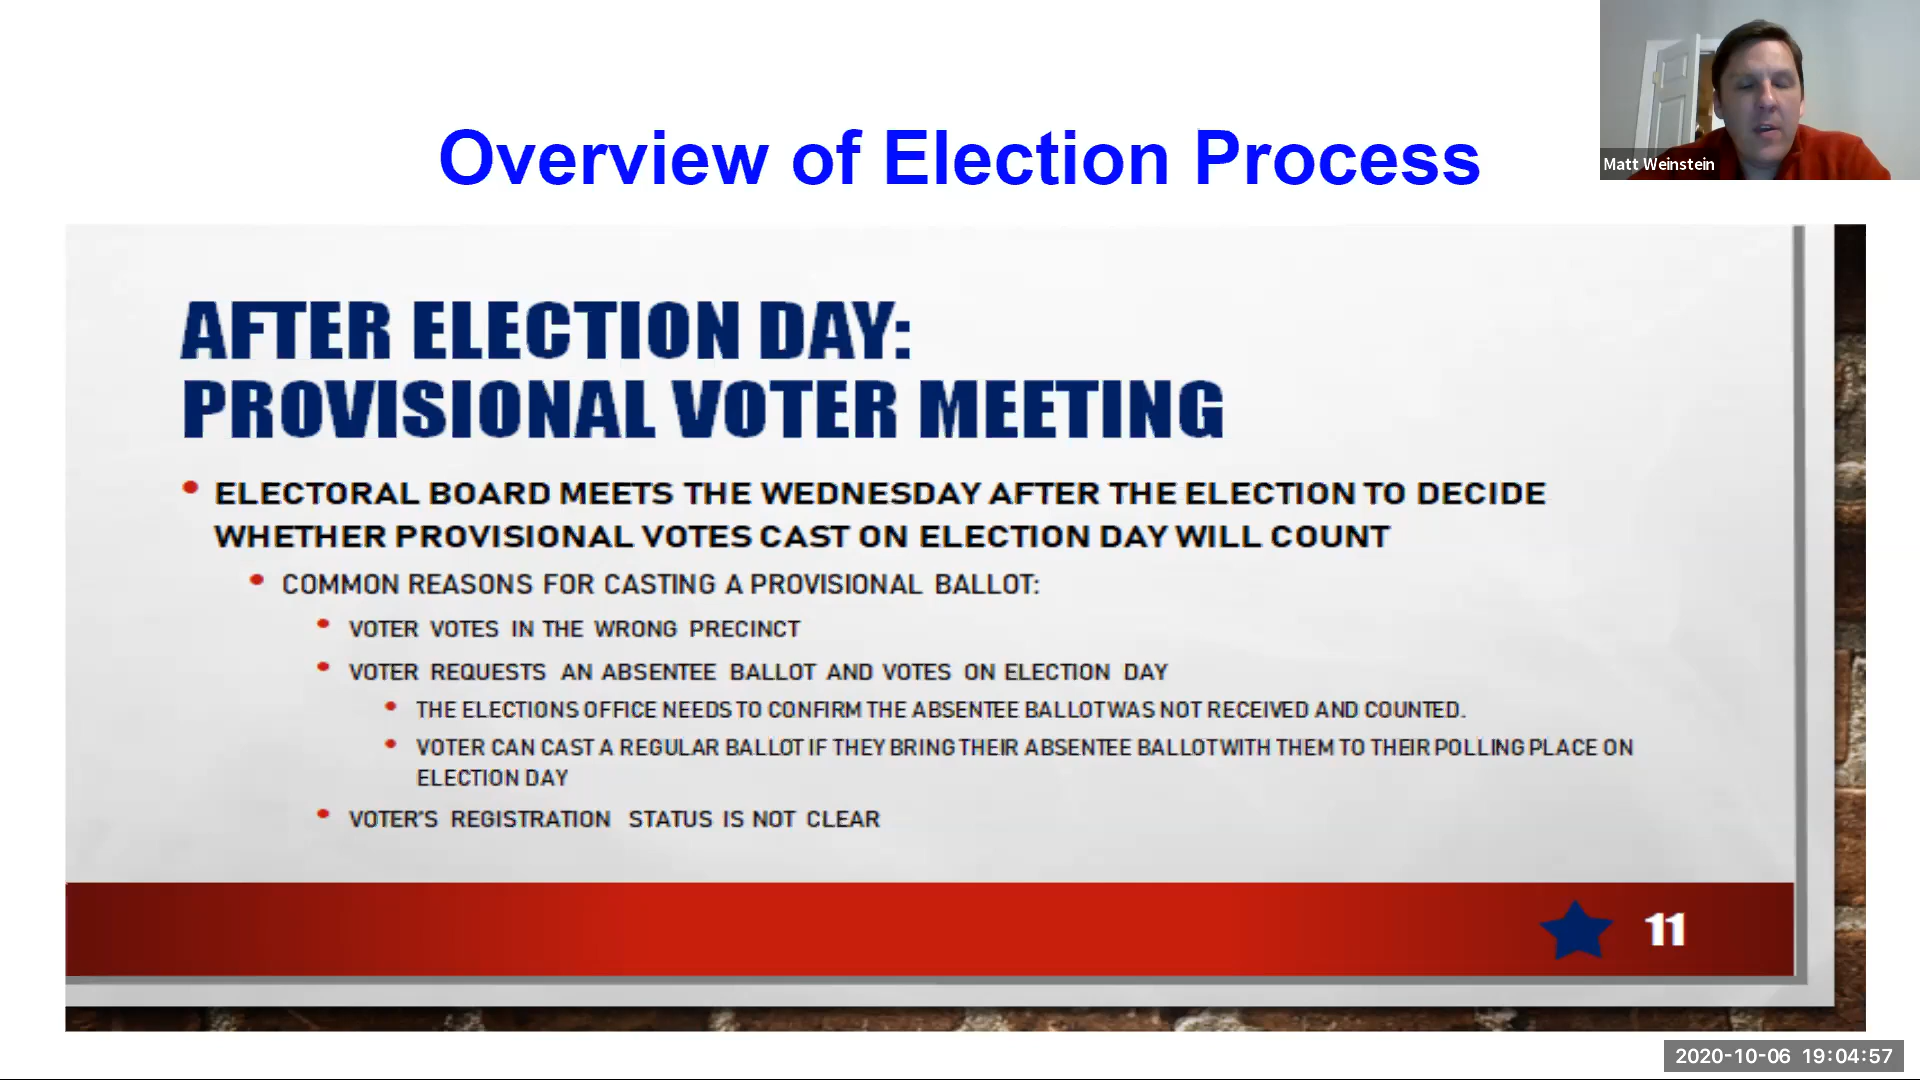 Overview of Election Process
Matt Weinstein
AFTER ELECTION DAY:
PROVISIONAL VOTER MEETING
• ELECTORAL BOARD MEETS THE WEDNESDAY AFTER THE ELECTION TO DECIDE
WHETHER PROVISIONAL VOTES CAST ON ELECTION DAY WILL COUNT
• COMMON REASONS FOR CASTING A PROVISIONAL BALLOT:
• VOTER VOTES IN THE WRONG PRECINCT
• VOTER REQUESTS AN ABSENTEE BALLOT AND VOTES ON ELECTION DAY
• THE ELECTIONS OFFICE NEEDS TO CONFIRM THE ABSENTEE BALLOT WAS NOT RECEIVED AND COUNTED.
• VOTER CAN CAST A REGULAR BALLOT IF THEY BRING THEIR ABSENTEE BALLOT WITH THEM TO THEIR POLLING PLACE ON
ELECTION DAY
• VOTER'S REGISTRATION STATUS IS NOT CLEAR
11
2020-10-06 19:04:57